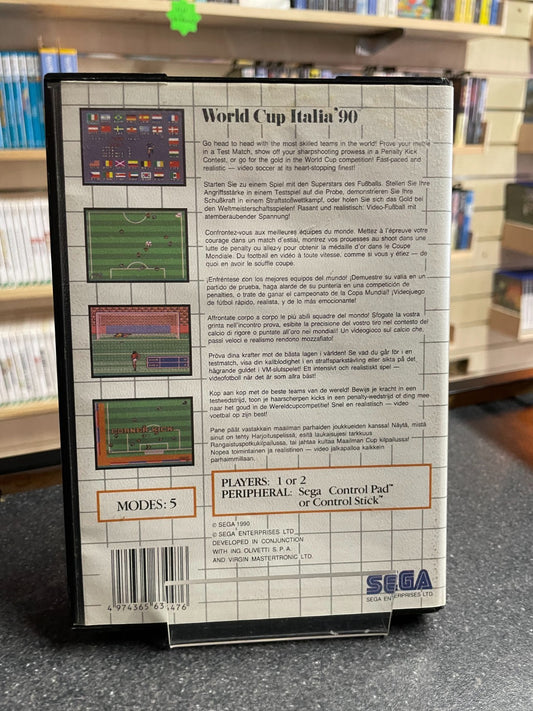 World Cup Italia '90™
Go head to head with the most skilled teams in the world! Prove your mettle
in a Test Match, show off your sharpshooting prowess in a Penalty Kick
Contest, or go for the gold in the World Cup competition! Fast-paced and
realistic — video soccer at its heart-stopping finest!
Starten Sie zu einem Spiel mit den Superstars des Fußballs. Stellen Sie Ihre
Angriffsstärke in einem Testspiel auf die Probe, demonstrieren Sie Ihre
Schußkraft in einem Strafstoßwettkampf, oder holen Sie sich das Gold bei
den Weltmeisterschaftsspielen! Rasant und realistisch: Video-Fußball mit
atemberaubender Spannung!
Confrontez-vous aux meilleures équipes du monde. Mettez à l'épreuve votre
courage dans un match d'éssai, montrez vos prouesses au shoot dans une
lutte de penalty ou allez-y pour obtenir la médaille d'or dans le Coupe
Mondiale. Du football en vidéo à toute vitesse, comme si vous y étiez — de
quoi en avoir le souffle coupé.
¡Enfréntese con los mejores equipos del mundo! ¡Demuestre su valía en un
partido de prueba, haga alarde de su puntería en una competición de
penalties, o trate de ganar el campeonato de la Copa Mundial! ¡Videojuego
de fútbol rápido, realista, y de lo más emocionante!
Affrontate corpo a corpo le più abili squadre del mondo! Sfogate la vostra
grinta nell'incontro prova, esibite la precisione del vostro tiro nel contesto del
calcio di rigore o puntate all'oro nei mondiali! Un videogioco sul calcio che,
passi veloci e realismo rendono mozzafiato!
Pröva dina krafter mot de bästa lagen i världen! Se vad du går för i en
testmatch, visa din kallblodighet i en straffsparkstävling eller sikta på det,
hägrande guldet i VM-slutspelet! Ett intensivt och realistiskt spel —
videofotboll när det är som allra bäst!
Kop aan kop met de beste teams van de wereld! Bewijs je kracht in een
testwedstrijd, toon je haarscherpen kicks in een penalty-wedstrijd of ding mee
naar het goud in de Wereldcupcompetitie! Snel en realistisch — video
voetbal op zijn best!
Pane päät vastakkain maailman parhaiden joukkueiden kanssa! Näytä, mistä
sinut on tehty Harjoituspelissä; esitä laukaisujesi tarkkuus
Rangaistuspotkukilpailussa, tai jahtaa kultaa Maailman Cup kilpailussa!
Nopea toimintainen ja realistinen — video jalkapalloa kaikkein
parhaimmillaan.
CORNER KICK
MODES: 5
PLAYERS: 1 or 2
PERIPHERAL: Sega Control Pad™
or Control Stick™
© SEGA 1990
© SEGA ENTERPRISES LTD.
DEVELOPED IN CONJUNCTION
WITH ING. OLIVETTI S.P.A.
AND VIRGIN MASTERTRONIC LTD.
4 974365 63 476
SEGA
SEGA ENTERPRISES LTD.